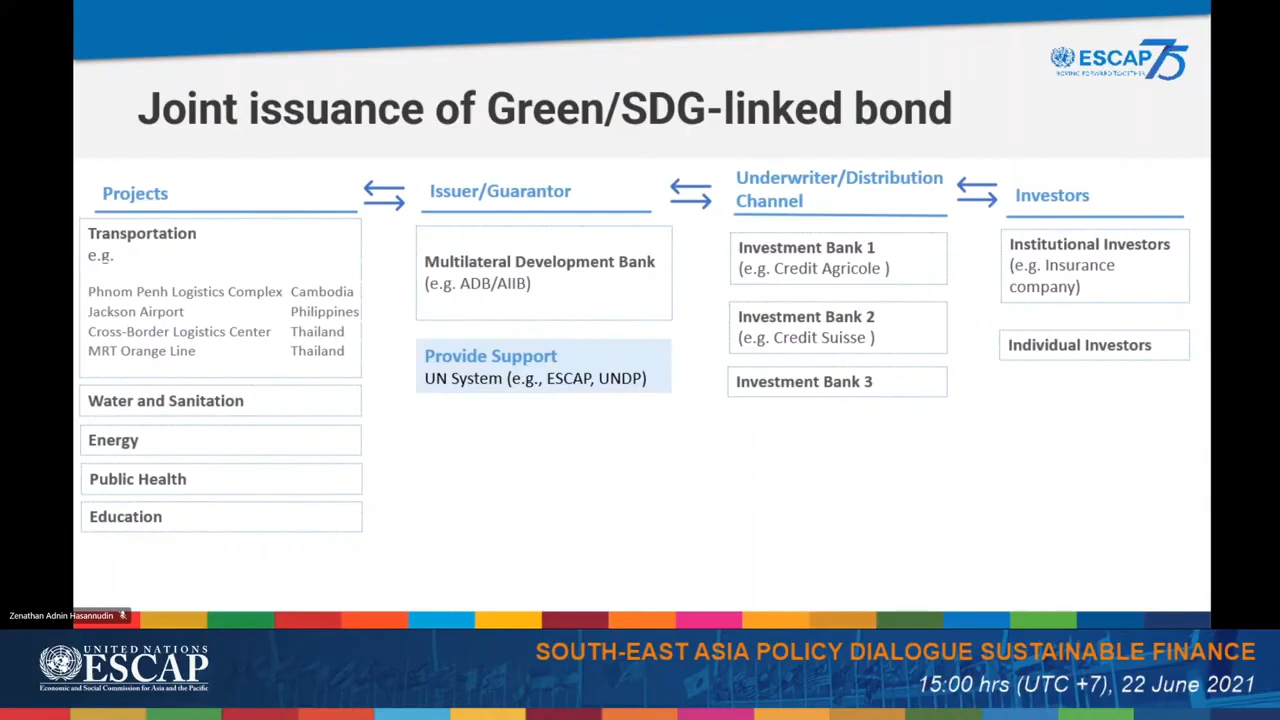 ESCAP 75
MOVING FORWARD TOGETHER
Joint issuance of Green/SDG-linked bond
Projects
Transportation
e.g.
Phnom Penh Logistics Complex Cambodia
Jackson Airport Philippines
Cross-Border Logistics Center Thailand
MRT Orange Line Thailand
Water and Sanitation
Energy
Public Health
Education
Issuer/Guarantor
Multilateral Development Bank
(e.g. ADB/AIIB)
Provide Support
UN System (e.g., ESCAP, UNDP)
Underwriter/Distribution
Channel
Investment Bank 1
(e.g. Credit Agricole )
Investment Bank 2
(e.g. Credit Suisse )
Investment Bank 3
Investors
Institutional Investors
(e.g. Insurance
company)
Individual Investors
Zenathan Adnin Hasannudin
UNITED NATIONS
ESCAP
Economic and Social Commission for Asia and the Pacific
SOUTH-EAST ASIA POLICY DIALOGUE SUSTAINABLE FINANCE
15:00 hrs (UTC +7), 22 June 2021